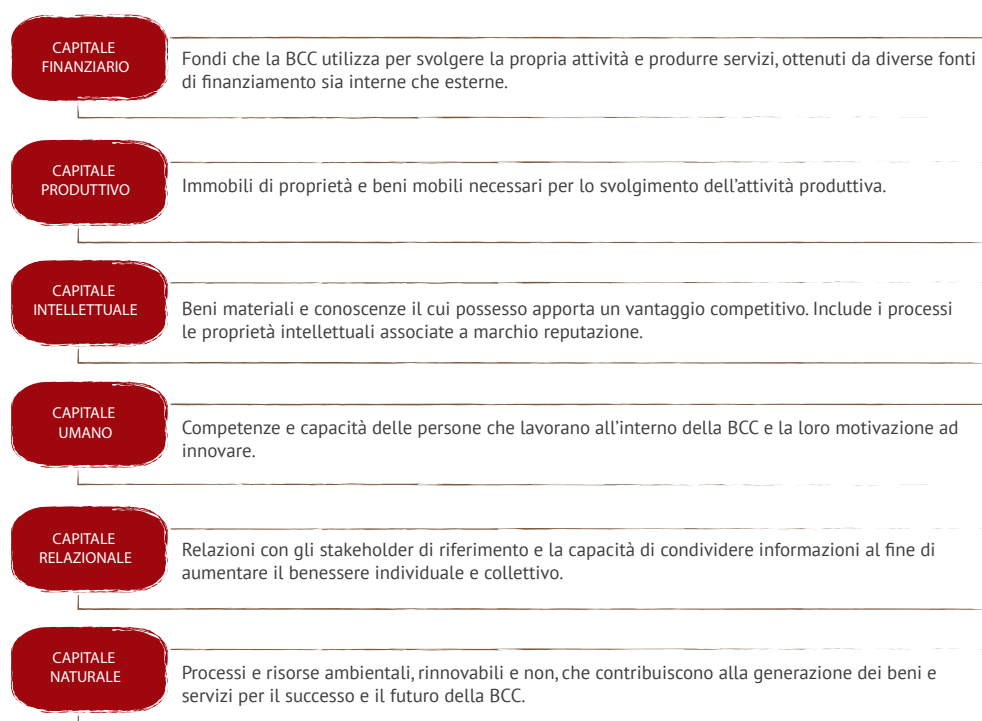 CAPITALE
FINANZIARIO
Fondi che la BCC utilizza per svolgere la propria attività e produrre servizi, ottenuti da diverse fonti
di finanziamento sia interne che esterne.
CAPITALE
PRODUTTIVO
Immobili di proprietà e beni mobili necessari per lo svolgimento dell'attività produttiva.
CAPITALE
INTELLETTUALE
Beni materiali e conoscenze il cui possesso apporta un vantaggio competitivo. Include i processi
le proprietà intellettuali associate a marchio reputazione.
CAPITALE
UMANO
Competenze e capacità delle persone che lavorano all'interno della BCC e la loro motivazione ad
innovare.
CAPITALE
RELAZIONALE
Relazioni con gli stakeholder di riferimento e la capacità di condividere informazioni al fine di
aumentare il benessere individuale e collettivo.
CAPITALE
NATURALE
Processi e risorse ambientali, rinnovabili e non, che contribuiscono alla generazione dei beni e
servizi per il successo e il futuro della BCC.